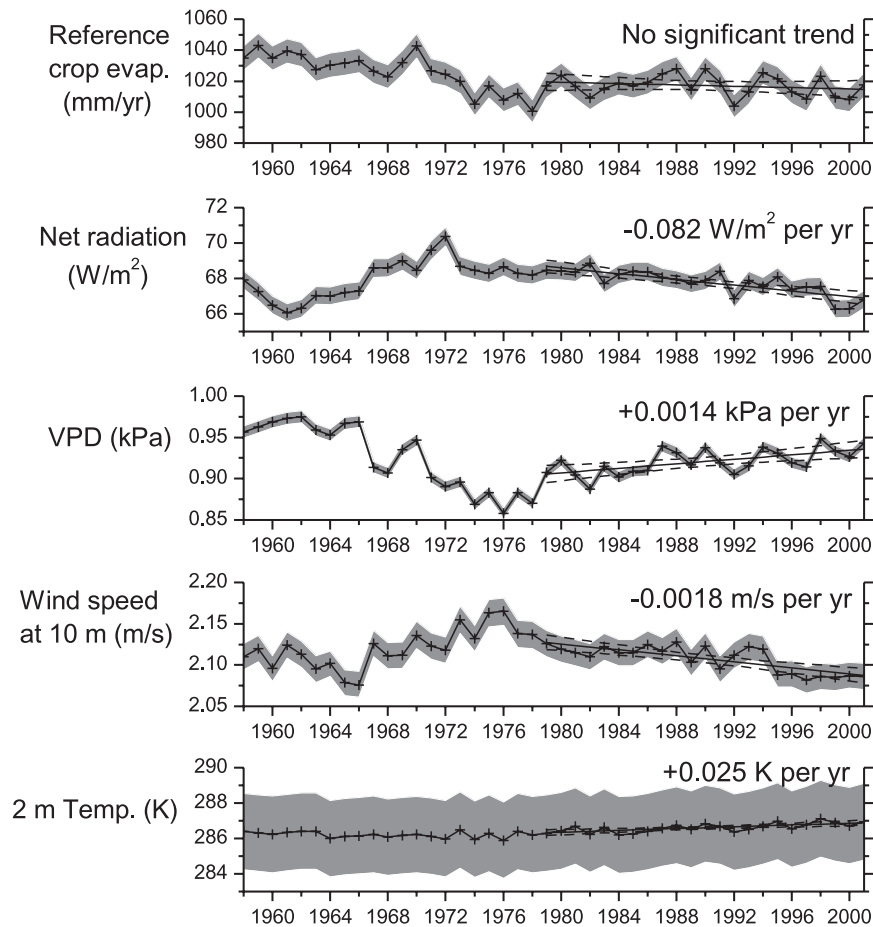 Reference
crop evap.
(mm/yr)
No significant trend
1060
1040
1020
1000
980
1960 1964 1968 1972 1976 1980 1984 1988 1992 1996 2000
Net radiation
(W/m²)
-0.082 W/m² per yr
72
70
68
66
1960 1964 1968 1972 1976 1980 1984 1988 1992 1996 2000
VPD (kPa)
+0.0014 kPa per yr
1.00
0.95
0.90
0.85
1960 1964 1968 1972 1976 1980 1984 1988 1992 1996 2000
Wind speed
at 10 m (m/s)
-0.0018 m/s per yr
2.20
2.15
2.10
2.05
1960 1964 1968 1972 1976 1980 1984 1988 1992 1996 2000
2 m Temp. (K)
+0.025 K per yr
290
288
286
284
1960 1964 1968 1972 1976 1980 1984 1988 1992 1996 2000